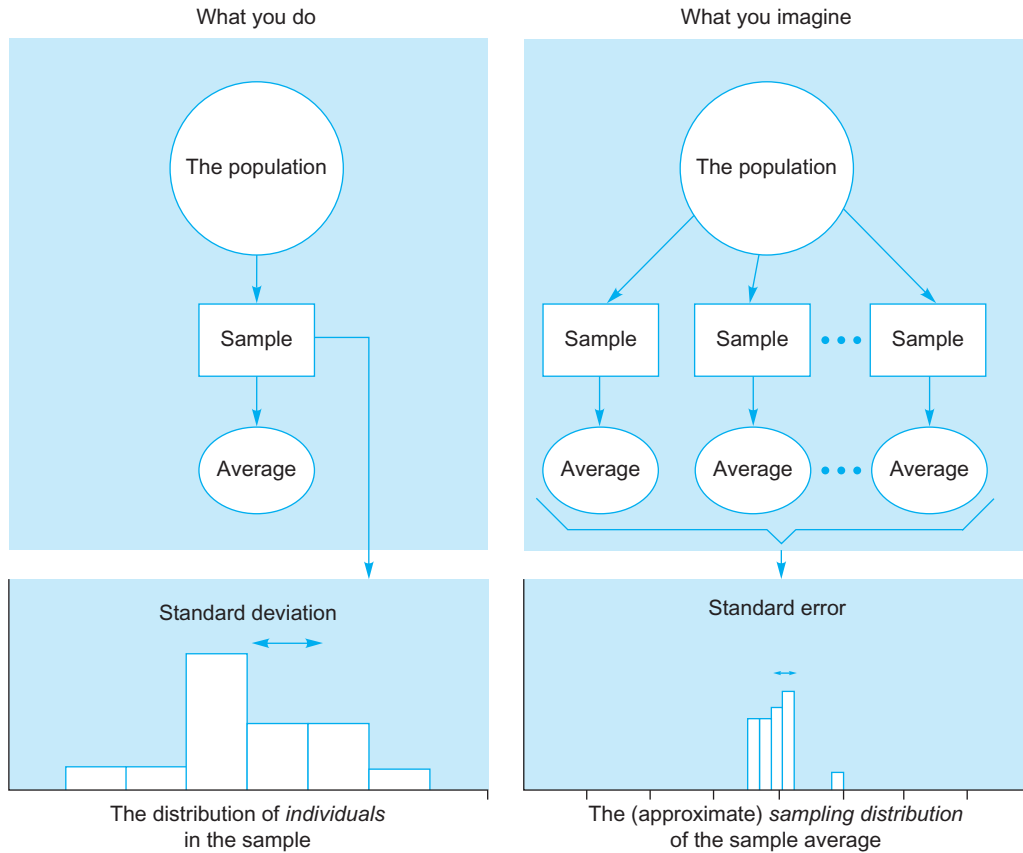 What you do
The population
Sample
Average
Standard deviation
The distribution of individuals
in the sample
What you imagine
The population
Sample
Sample
Sample
Average
Average
Average
Standard error
The (approximate) sampling distribution
of the sample average